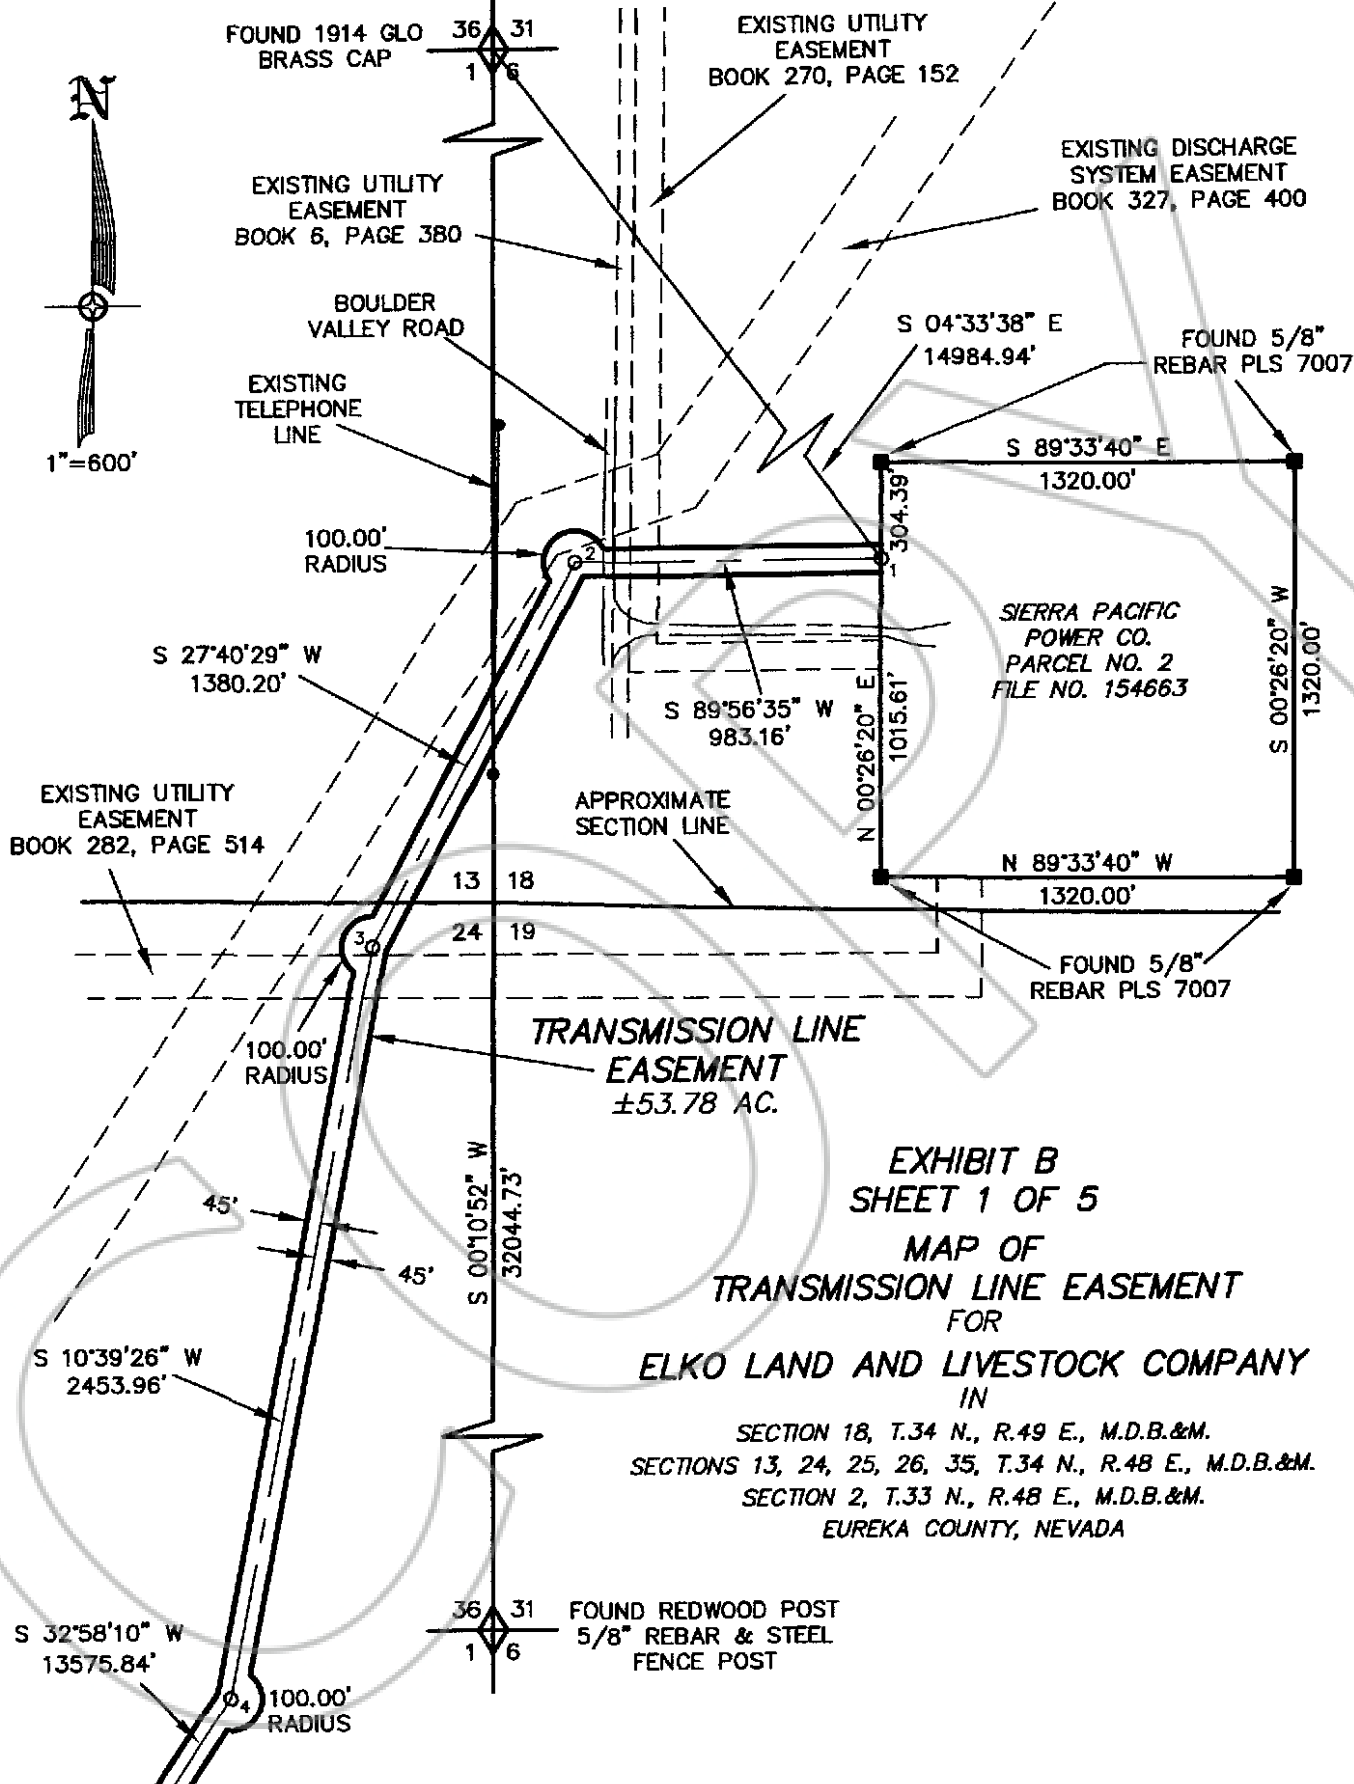 FOUND 1914 GLO
BRASS CAP
36 31
1 6
EXISTING UTILITY
EASEMENT
BOOK 270, PAGE 152
N
EXISTING DISCHARGE
SYSTEM EASEMENT
BOOK 327, PAGE 400
EXISTING UTILITY
EASEMENT
BOOK 6, PAGE 380
BOULDER
VALLEY ROAD
S 04°33'38" E
14984.94'
FOUND 5/8"
REBAR PLS 7007
EXISTING
TELEPHONE
LINE
1"=600'
S 89°33'40" E
1320.00'
304.39'
100.00'
RADIUS
2
1
SIERRA PACIFIC
POWER CO.
PARCEL NO. 2
FILE NO. 154663
S 00°26'20" W
1320.00'
S 27°40'29" W
1380.20'
S 89°56'35" W
983.16'
N 00°26'20" E
1015.61'
EXISTING UTILITY
EASEMENT
BOOK 282, PAGE 514
APPROXIMATE
SECTION LINE
N 89°33'40" W
1320.00'
13 18
24 19
3
FOUND 5/8"
REBAR PLS 7007
100.00'
RADIUS
TRANSMISSION LINE
EASEMENT
±53.78 AC.
S 00°10'52" W
32044.73'
45'
45'
EXHIBIT B
SHEET 1 OF 5
MAP OF
TRANSMISSION LINE EASEMENT
FOR
ELKO LAND AND LIVESTOCK COMPANY
IN
SECTION 18, T.34 N., R.49 E., M.D.B.&M.
SECTIONS 13, 24, 25, 26, 35, T.34 N., R.48 E., M.D.B.&M.
SECTION 2, T.33 N., R.48 E., M.D.B.&M.
EUREKA COUNTY, NEVADA
S 10°39'26" W
2453.96'
36 31
1 6
FOUND REDWOOD POST
5/8" REBAR & STEEL
FENCE POST
S 32°58'10" W
13575.84'
4
100.00'
RADIUS
COPY